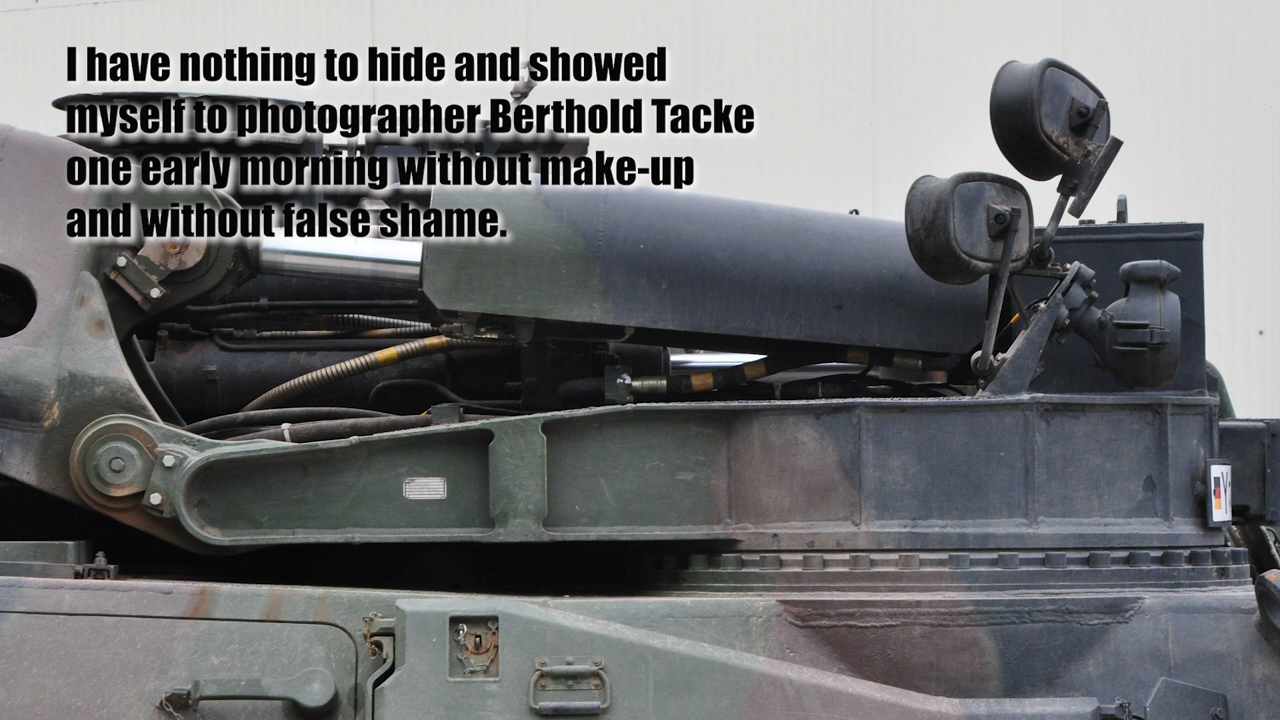 I have nothing to hide and showed
myself to photographer Berthold Tacke
one early morning without make-up
and without false shame.
Y-